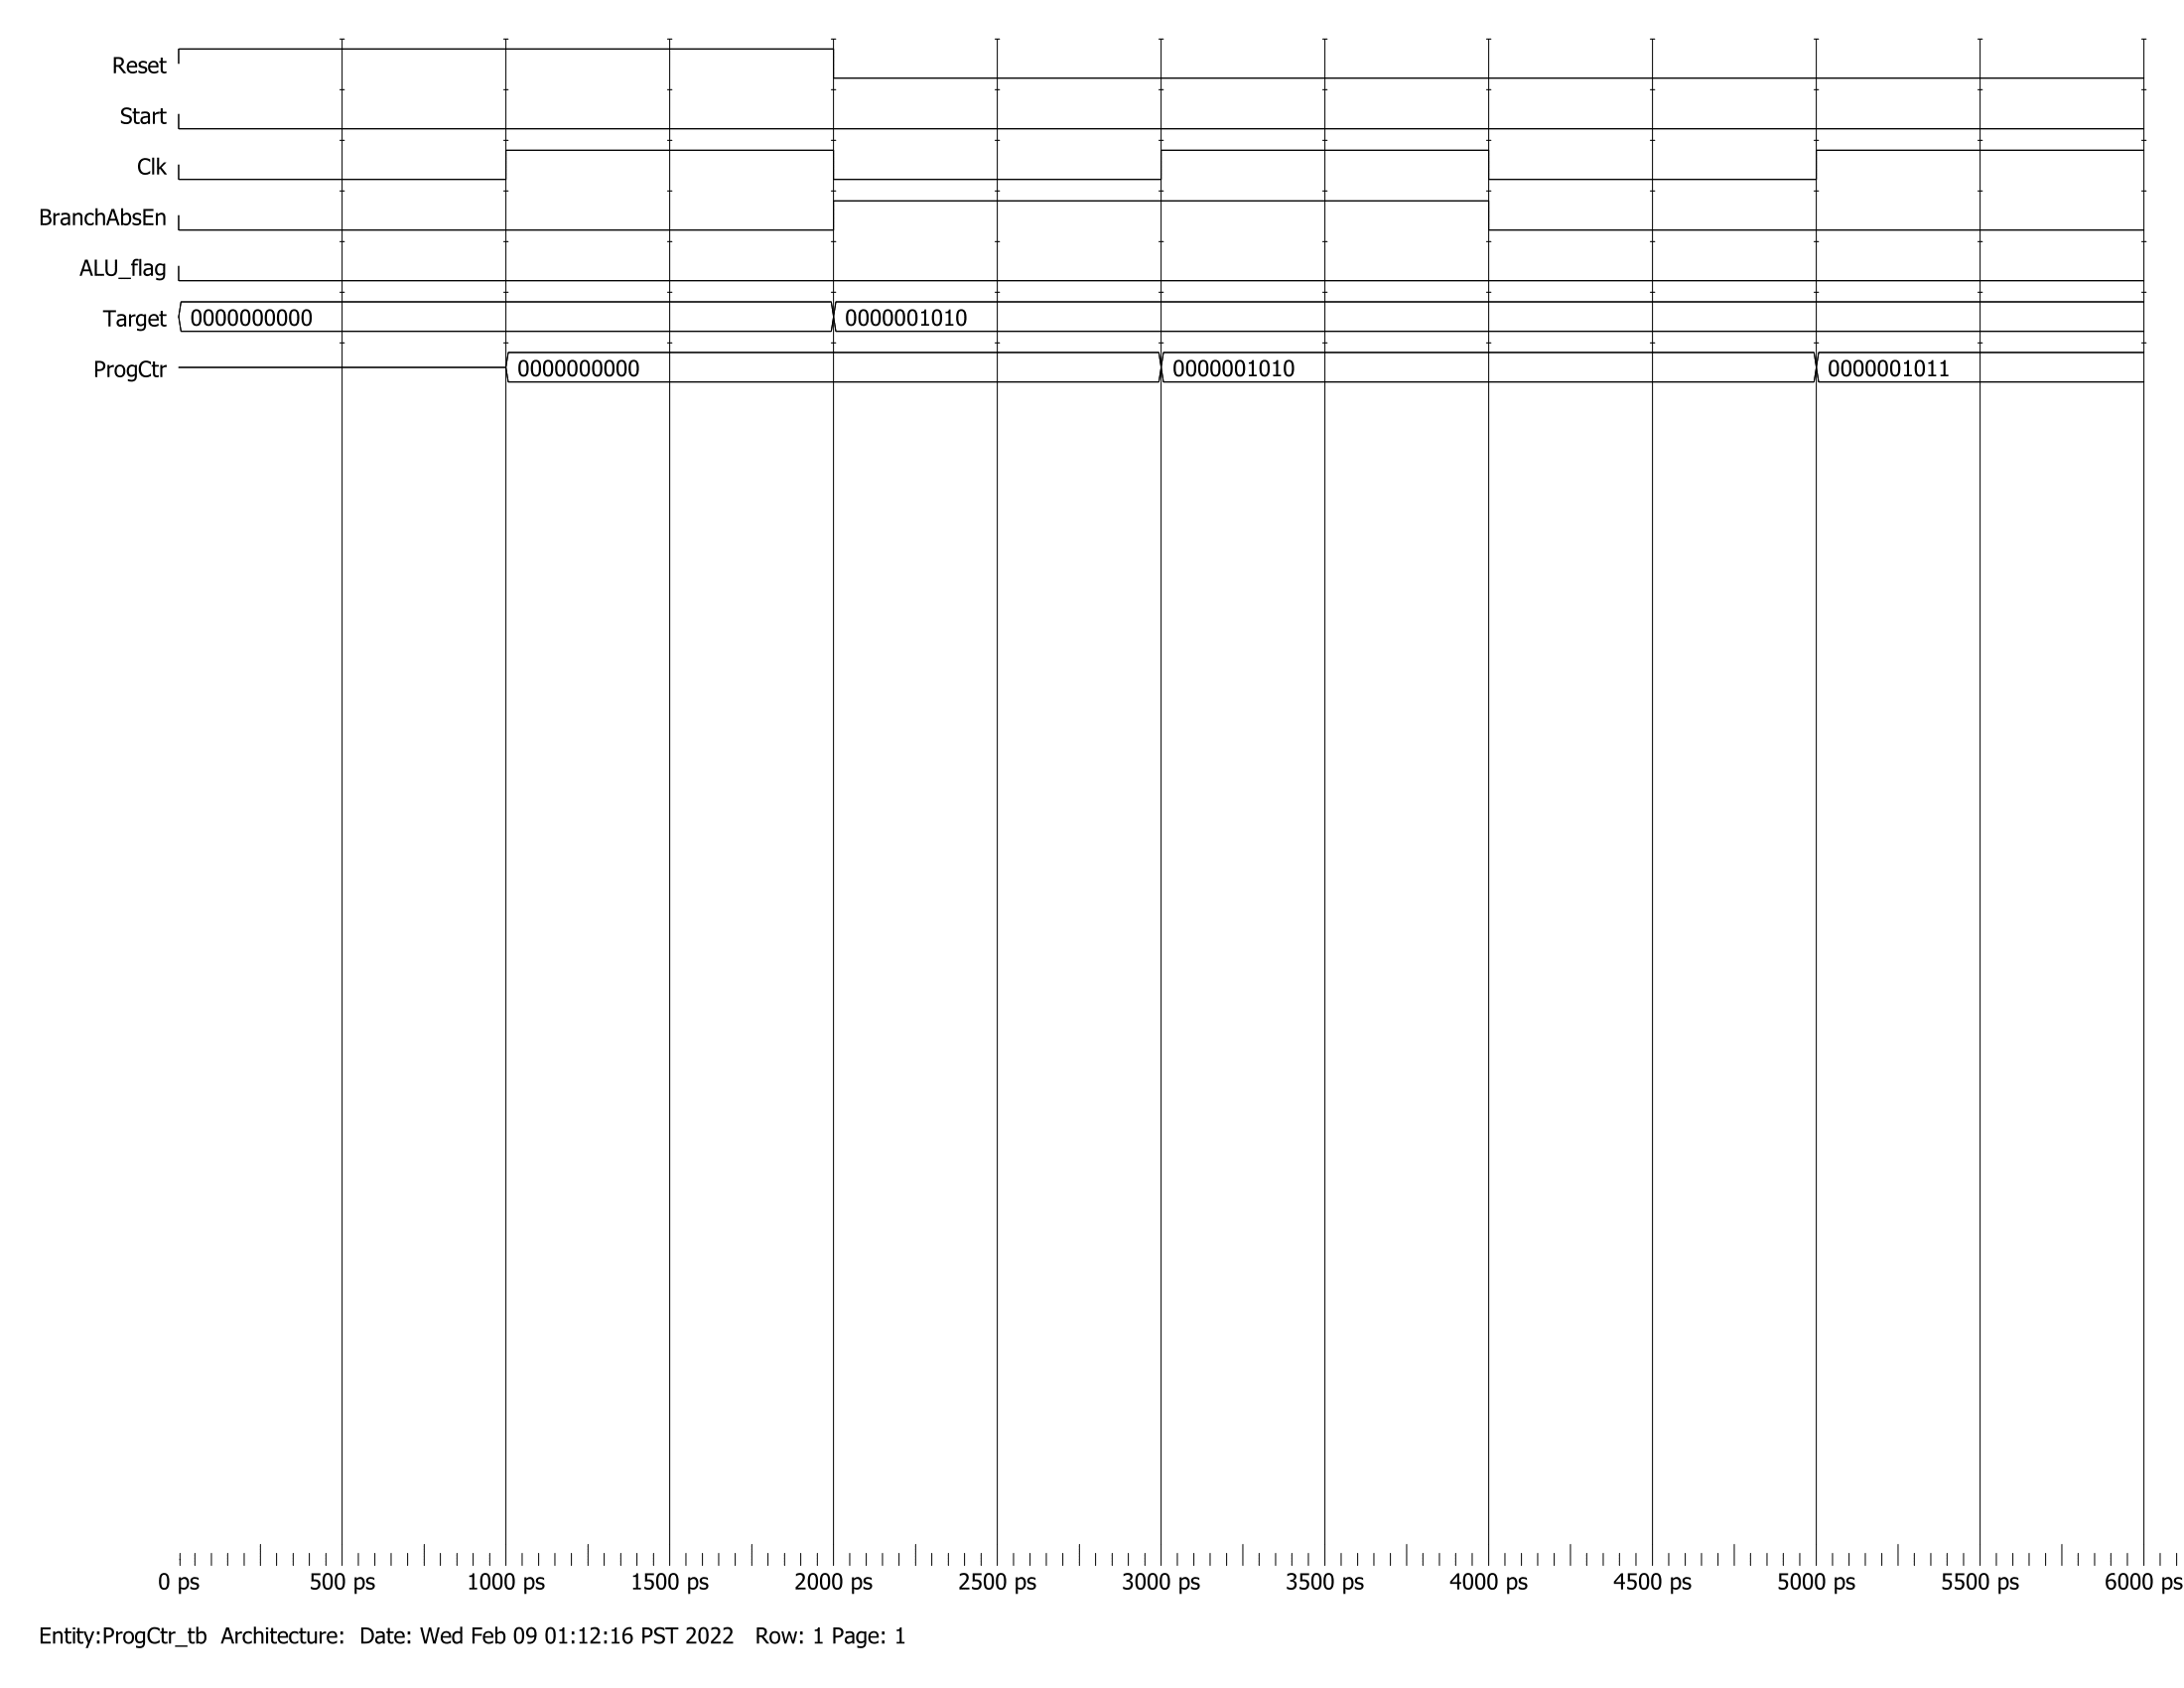 Reset
Start
Clk
BranchAbsEn
ALU_flag
Target 0000000000 0000001010
ProgCtr 0000000000 0000001010 0000001011
0 ps 500 ps 1000 ps 1500 ps 2000 ps 2500 ps 3000 ps 3500 ps 4000 ps 4500 ps 5000 ps 5500 ps 6000 ps
Entity:ProgCtr_tb Architecture: Date: Wed Feb 09 01:12:16 PST 2022 Row: 1 Page: 1